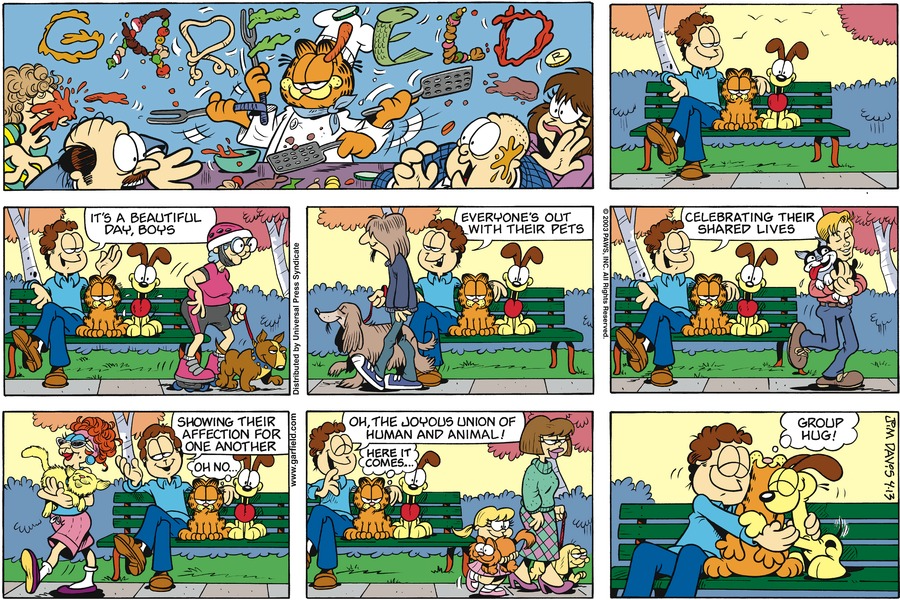 GARFIELD
®
IT'S A BEAUTIFUL
DAY, BOYS
Distributed by Universal Press Syndicate
EVERYONE'S OUT
WITH THEIR PETS
© 2003 PAWS, INC. All Rights Reserved.
CELEBRATING THEIR
SHARED LIVES
SHOWING THEIR
AFFECTION FOR
ONE ANOTHER
OH NO...
www.garfield.com
OH, THE JOYOUS UNION OF
HUMAN AND ANIMAL!
HERE IT
COMES...
GROUP
HUG!
JIM DAVIS 4-13